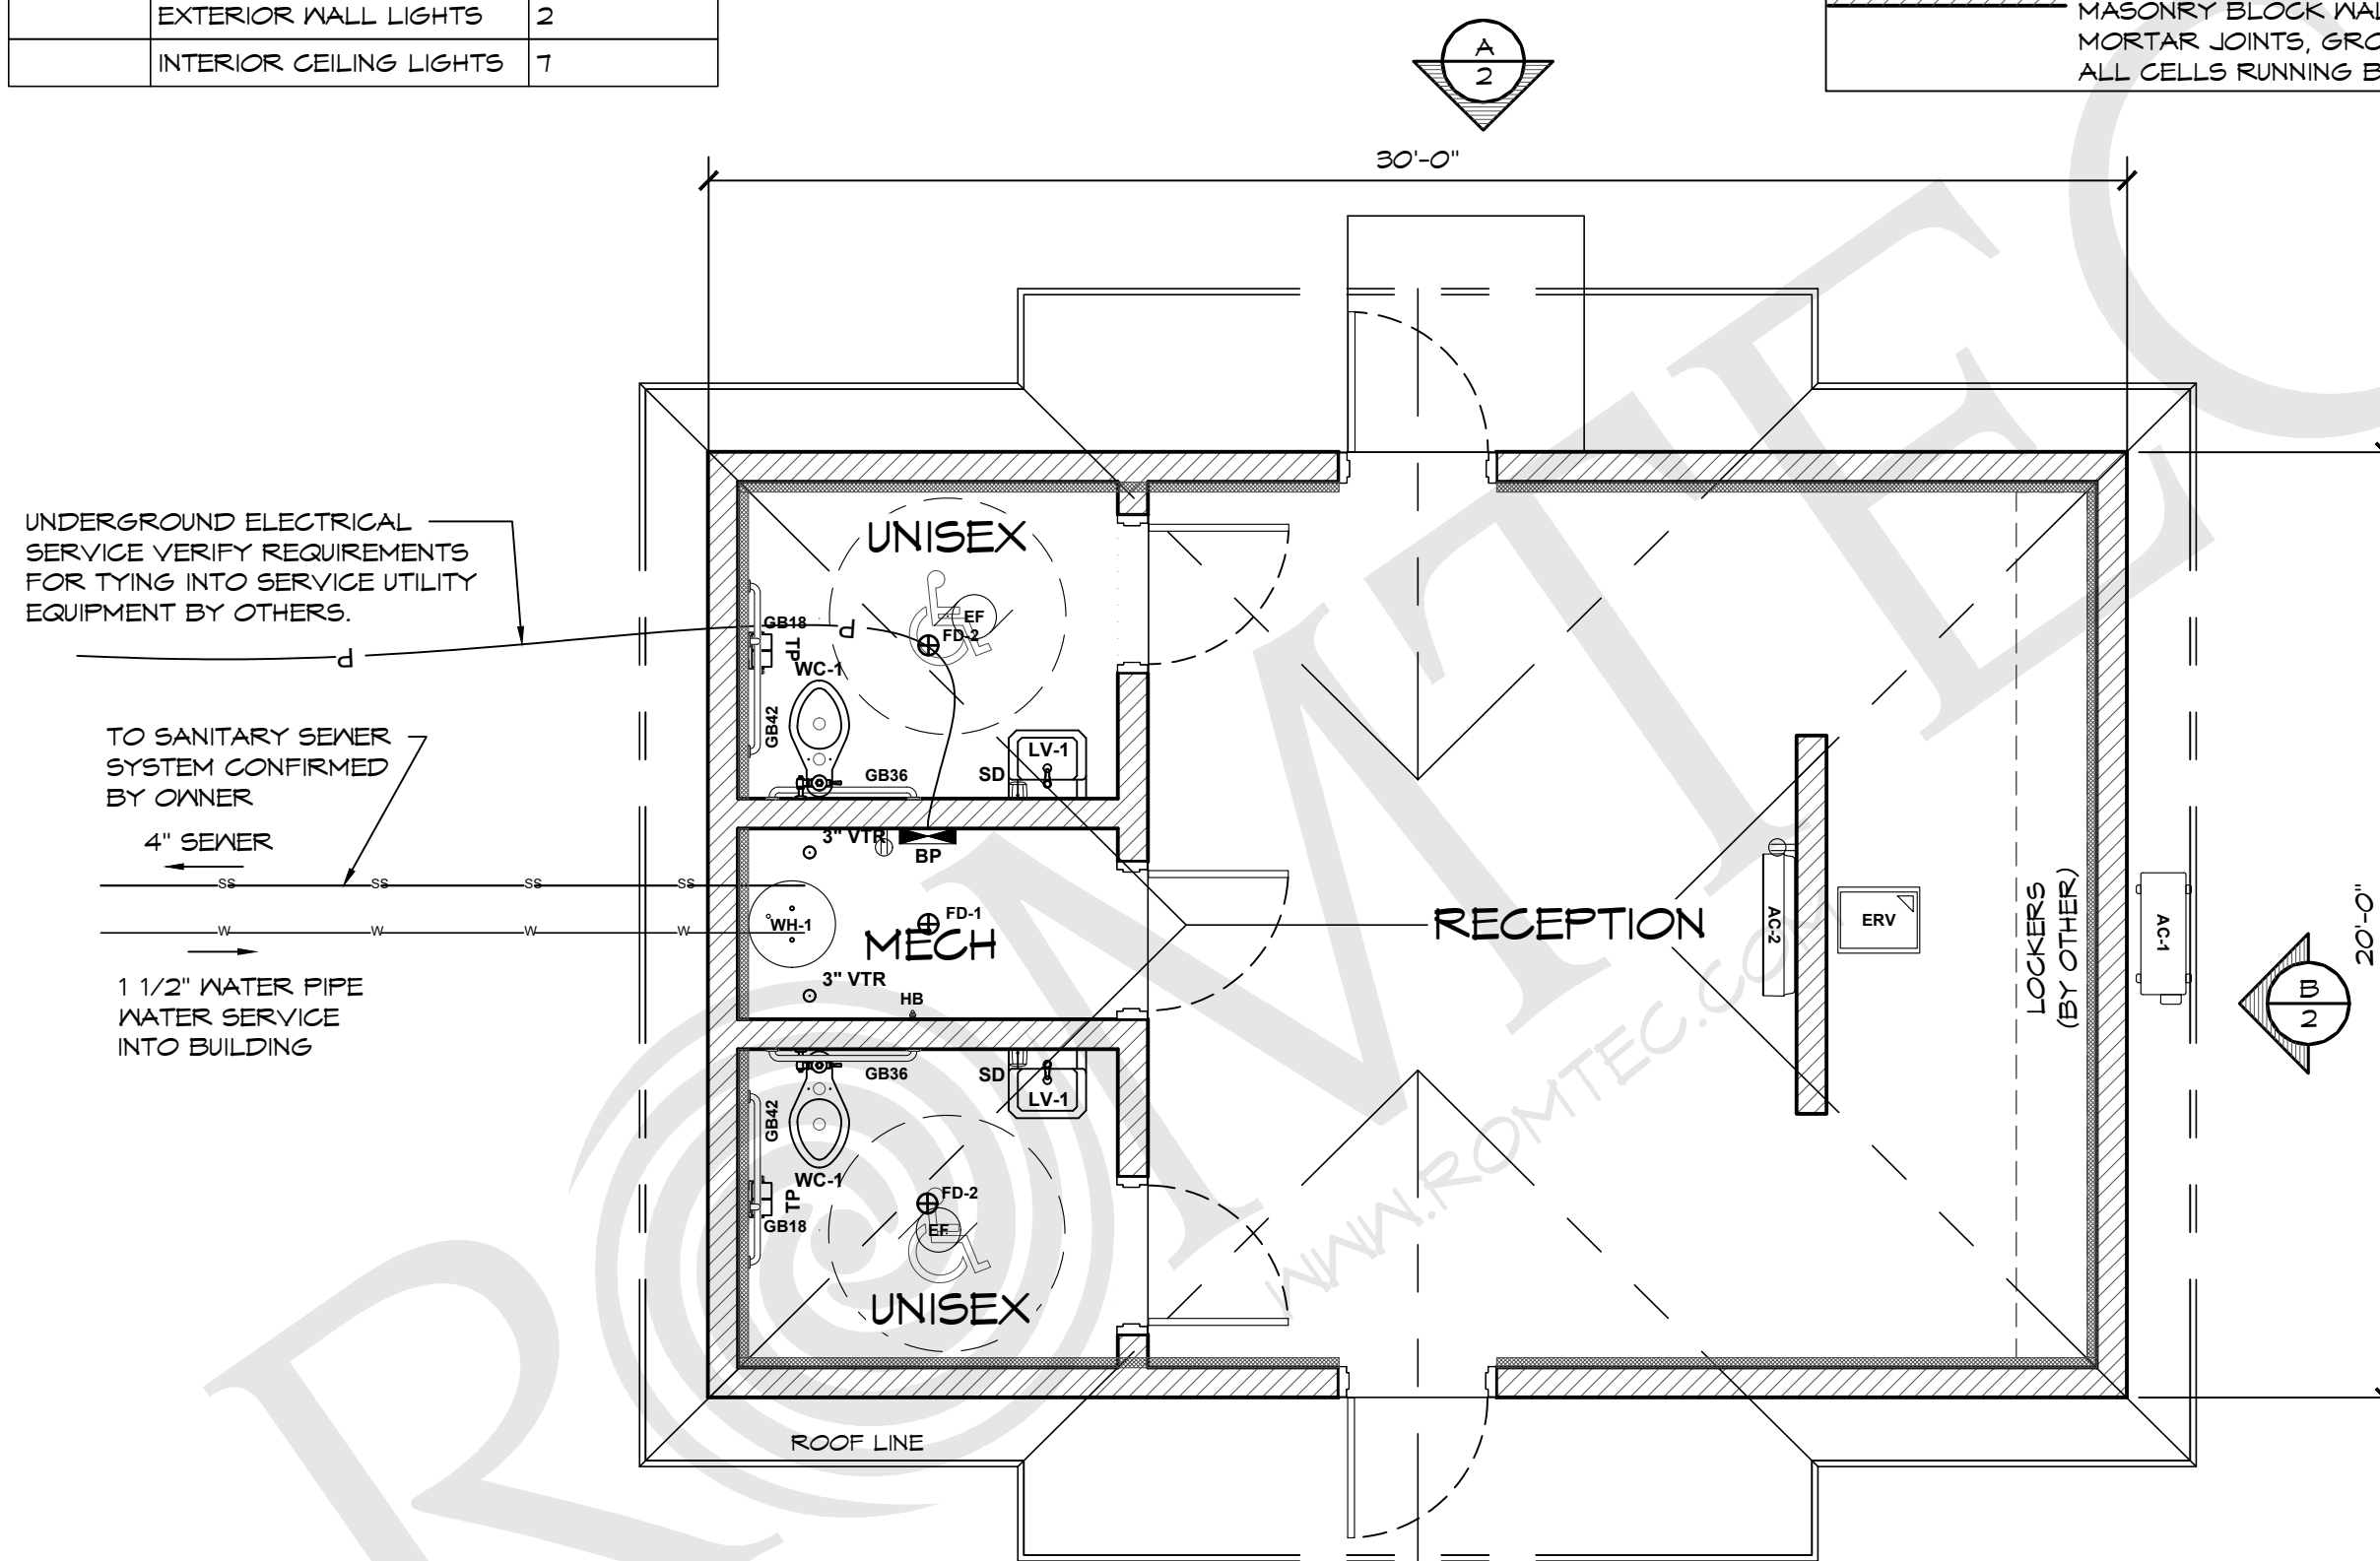 EXTERIOR WALL LIGHTS 2
INTERIOR CEILING LIGHTS 7
MASONRY BLOCK WAL
MORTAR JOINTS, GRO
ALL CELLS RUNNING B
A
2
30'-0"
UNDERGROUND ELECTRICAL
SERVICE VERIFY REQUIREMENTS
FOR TYING INTO SERVICE UTILITY
EQUIPMENT BY OTHERS.
P
P
TO SANITARY SEWER
SYSTEM CONFIRMED
BY OWNER
4" SEWER
SS SS SS SS
W W W W
1 1/2" WATER PIPE
WATER SERVICE
INTO BUILDING
UNISEX
EF
FD-2
GB18
TP
WC-1
GB42
GB36
SD
LV-1
3" VTR
BP
WH-1
FD-1
MECH
3" VTR
HB
GB36
SD
LV-1
GB42
WC-1
TP
GB18
FD-2
EF
UNISEX
RECEPTION
AC-2
ERV
LOCKERS
(BY OTHER)
AC-1
B
2
20'-0"
ROOF LINE
ROMTEC
WWW.ROMTEC.COM